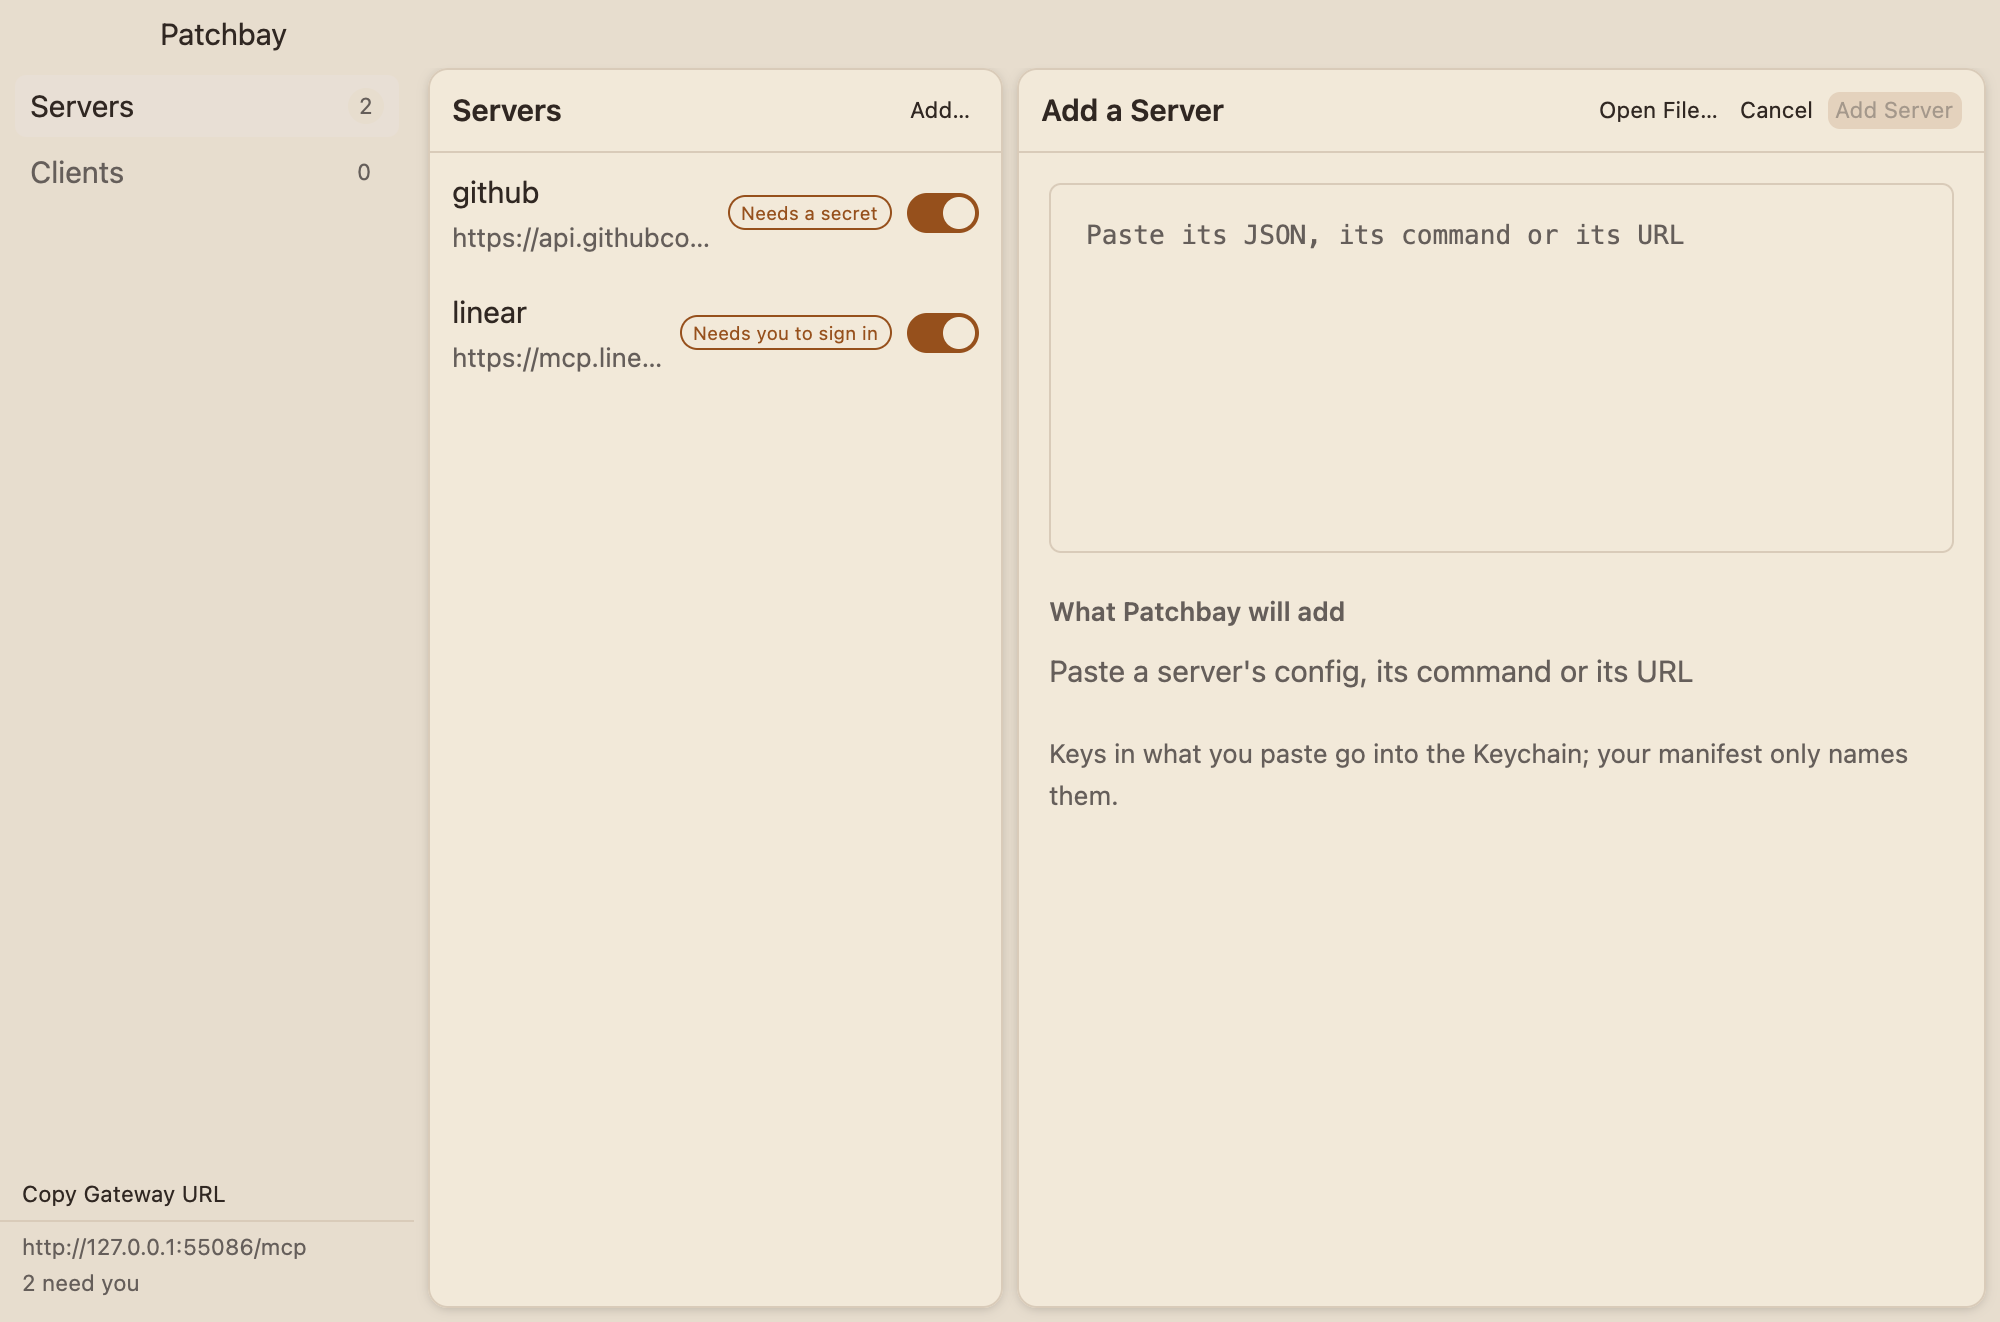 Patchbay
Servers 2
Clients 0
Copy Gateway URL
http://127.0.0.1:55086/mcp
2 need you
Servers Add...
github
https://api.githubco...
Needs a secret
linear
https://mcp.line...
Needs you to sign in
Add a Server Open File... Cancel Add Server
Paste its JSON, its command or its URL
What Patchbay will add
Paste a server's config, its command or its URL
Keys in what you paste go into the Keychain; your manifest only names
them.